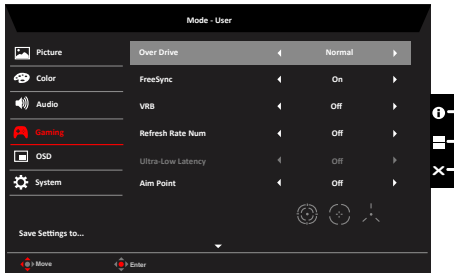 Mode - User
Picture
Over Drive Normal
Color
FreeSync On
Audio
VRB Off
Gaming
Refresh Rate Num Off
OSD
Ultra-Low Latency Off
System
Aim Point Off
Save Settings to...
Move Enter